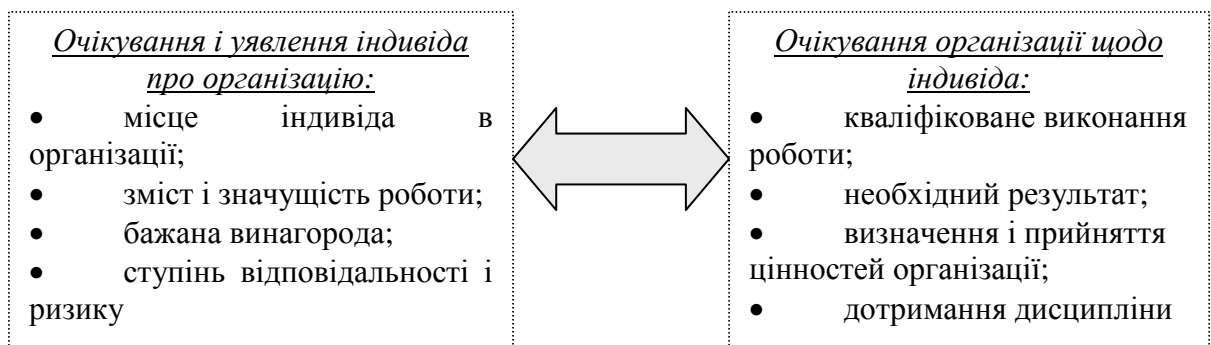 Очікування і уявлення індивіда
про організацію:
• місце індивіда в
організації;
• зміст і значущість роботи;
• бажана винагорода;
• ступінь відповідальності і
ризику
Очікування організації щодо
індивіда:
• кваліфіковане виконання
роботи;
• необхідний результат;
• визначення і прийняття
цінностей організації;
• дотримання дисципліни